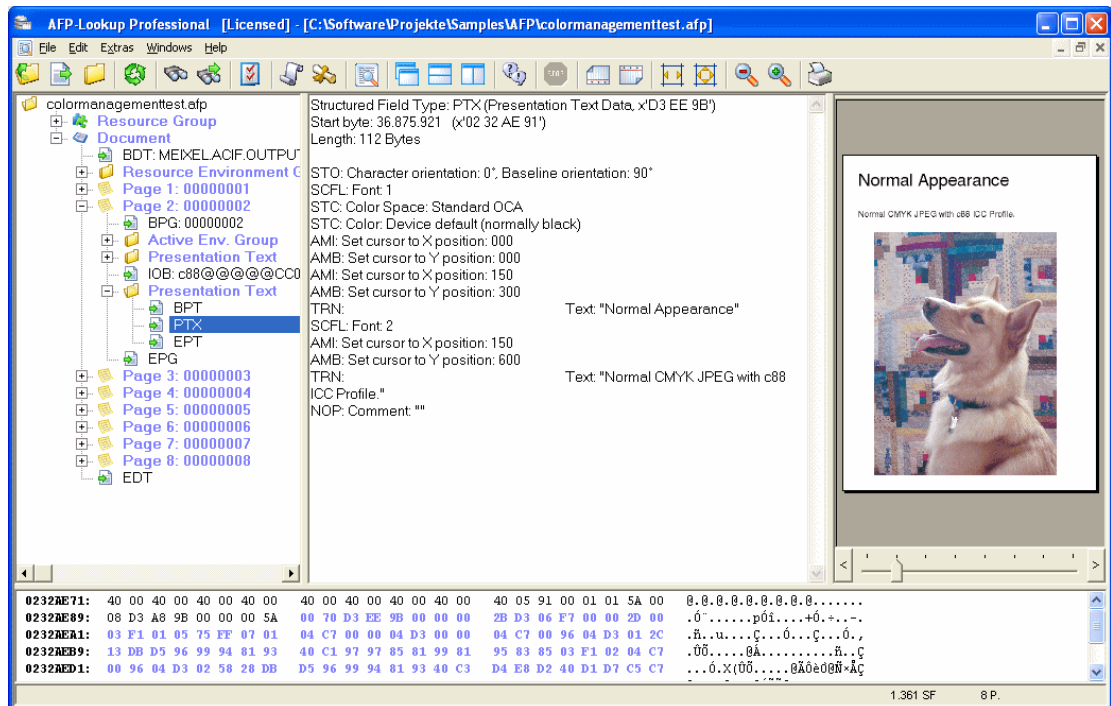 AFP-Lookup Professional [Licensed] - [C:\Software\Projekte\Samples\AFP\colormanagementtest.afp]
File Edit Extras Windows Help
colormanagementtest.afp
Resource Group
Document
BDT: MEIXEL.ACIF.OUTPUT
Resource Environment G
Page 1: 00000001
Page 2: 00000002
BPG: 00000002
Active Env. Group
Presentation Text
IOB: c88@@@@@CC0
Presentation Text
BPT
PTX
EPT
EPG
Page 3: 00000003
Page 4: 00000004
Page 5: 00000005
Page 6: 00000006
Page 7: 00000007
Page 8: 00000008
EDT
Structured Field Type: PTX (Presentation Text Data, x'D3 EE 9B')
Start byte: 36.875.921 (x'02 32 AE 91')
Length: 112 Bytes
STO: Character orientation: 0°, Baseline orientation: 90°
SCFL: Font: 1
STC: Color Space: Standard OCA
STC: Color: Device default (normally black)
AMI: Set cursor to X position: 000
AMB: Set cursor to Y position: 000
AMI: Set cursor to X position: 150
AMB: Set cursor to Y position: 300
TRN: Text: "Normal Appearance"
SCFL: Font: 2
AMI: Set cursor to X position: 150
AMB: Set cursor to Y position: 600
TRN: Text: "Normal CMYK JPEG with c88
ICC Profile."
NOP: Comment: ""
Normal Appearance
Normal CMYK JPEG with c88 ICC Profile.
0232AE71: 40 00 40 00 40 00 40 00 40 00 40 00 40 00 40 00 40 05 91 00 01 01 5A 00 @.@.@.@.@.@.@.@.@.......
0232AE89: 08 D3 A8 9B 00 00 00 5A 00 70 D3 EE 9B 00 00 00 2B D3 06 F7 00 00 2D 00 .Ó¨......pÓî....+Ó.÷..-.
0232AEA1: 03 F1 01 05 75 FF 07 01 04 C7 00 00 04 D3 00 00 04 C7 00 96 04 D3 01 2C .ñ..u....Ç...Ó...Ç...Ó.,
0232AEB9: 13 DB D5 96 99 94 81 93 40 C1 97 97 85 81 99 81 95 83 85 03 F1 02 04 C7 .ÛÕ.....@Á..........ñ..Ç
0232AED1: 00 96 04 D3 02 58 28 DB D5 96 99 94 81 93 40 C3 D4 E8 D2 40 D1 D7 C5 C7 ...Ó.X(ÛÕ.....@ÃÔèÒ@Ñ×ÅÇ
1.361 SF 8 P.